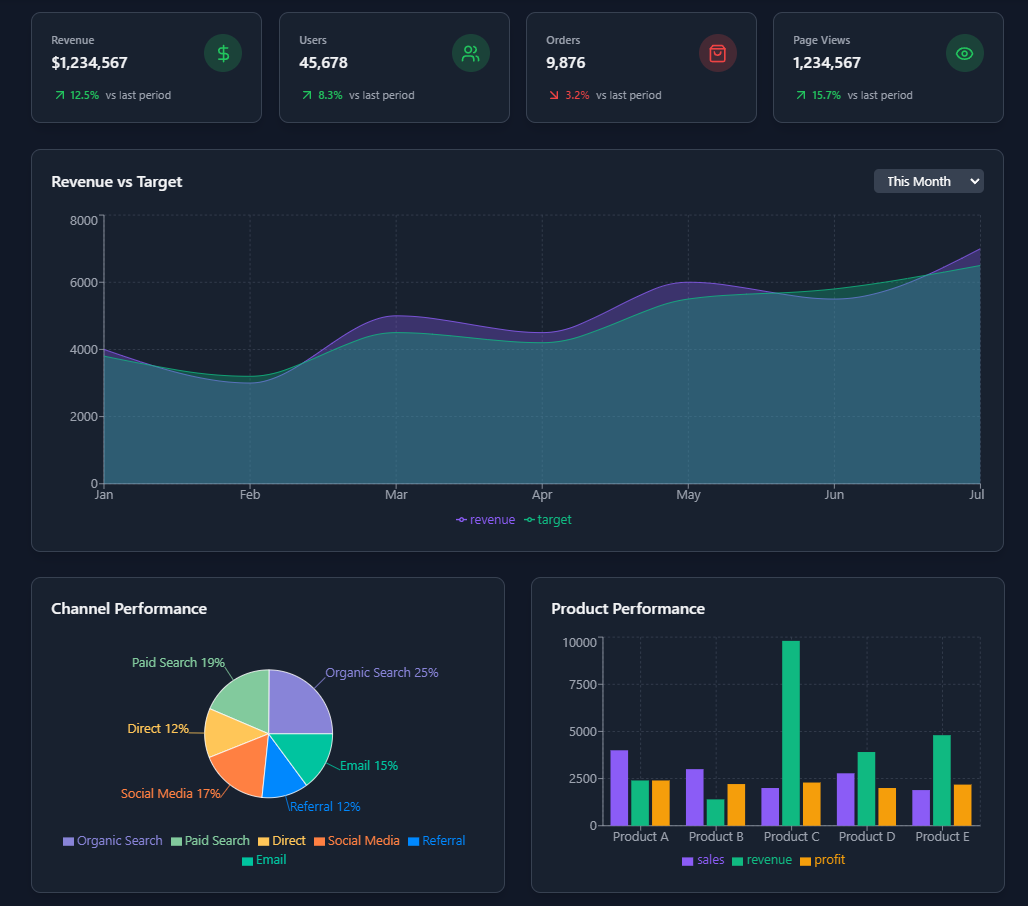 Revenue
$1,234,567
12.5% vs last period
Users
45,678
8.3% vs last period
Orders
9,876
3.2% vs last period
Page Views
1,234,567
15.7% vs last period
Revenue vs Target
This Month
8000
6000
4000
2000
0
Jan Feb Mar Apr May Jun Jul
revenue target
Channel Performance
Paid Search 19%
Organic Search 25%
Direct 12%
Email 15%
Social Media 17%
Referral 12%
Organic Search Paid Search Direct Social Media Referral
Email
Product Performance
10000
7500
5000
2500
0
Product A Product B Product C Product D Product E
sales revenue profit